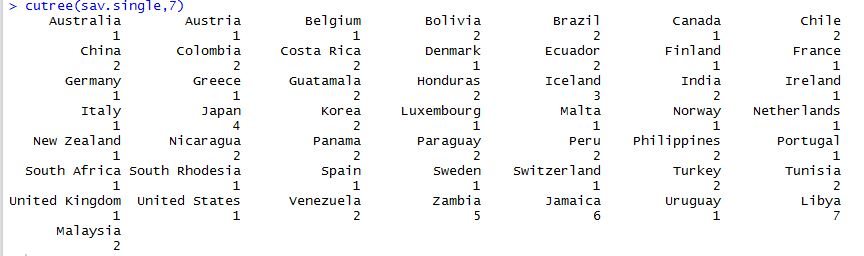 > cutree(sav.single,7)
Australia Austria Belgium Bolivia Brazil Canada Chile
1 1 1 2 2 1 2
China Colombia Costa Rica Denmark Ecuador Finland France
2 2 2 1 2 1 1
Germany Greece Guatamala Honduras Iceland India Ireland
1 1 2 2 3 2 1
Italy Japan Korea Luxembourg Malta Norway Netherlands
1 4 2 1 1 1 1
New Zealand Nicaragua Panama Paraguay Peru Philippines Portugal
1 2 2 2 2 2 1
South Africa South Rhodesia Spain Sweden Switzerland Turkey Tunisia
1 1 1 1 1 2 2
United Kingdom United States Venezuela Zambia Jamaica Uruguay Libya
1 1 2 5 6 1 7
Malaysia
2